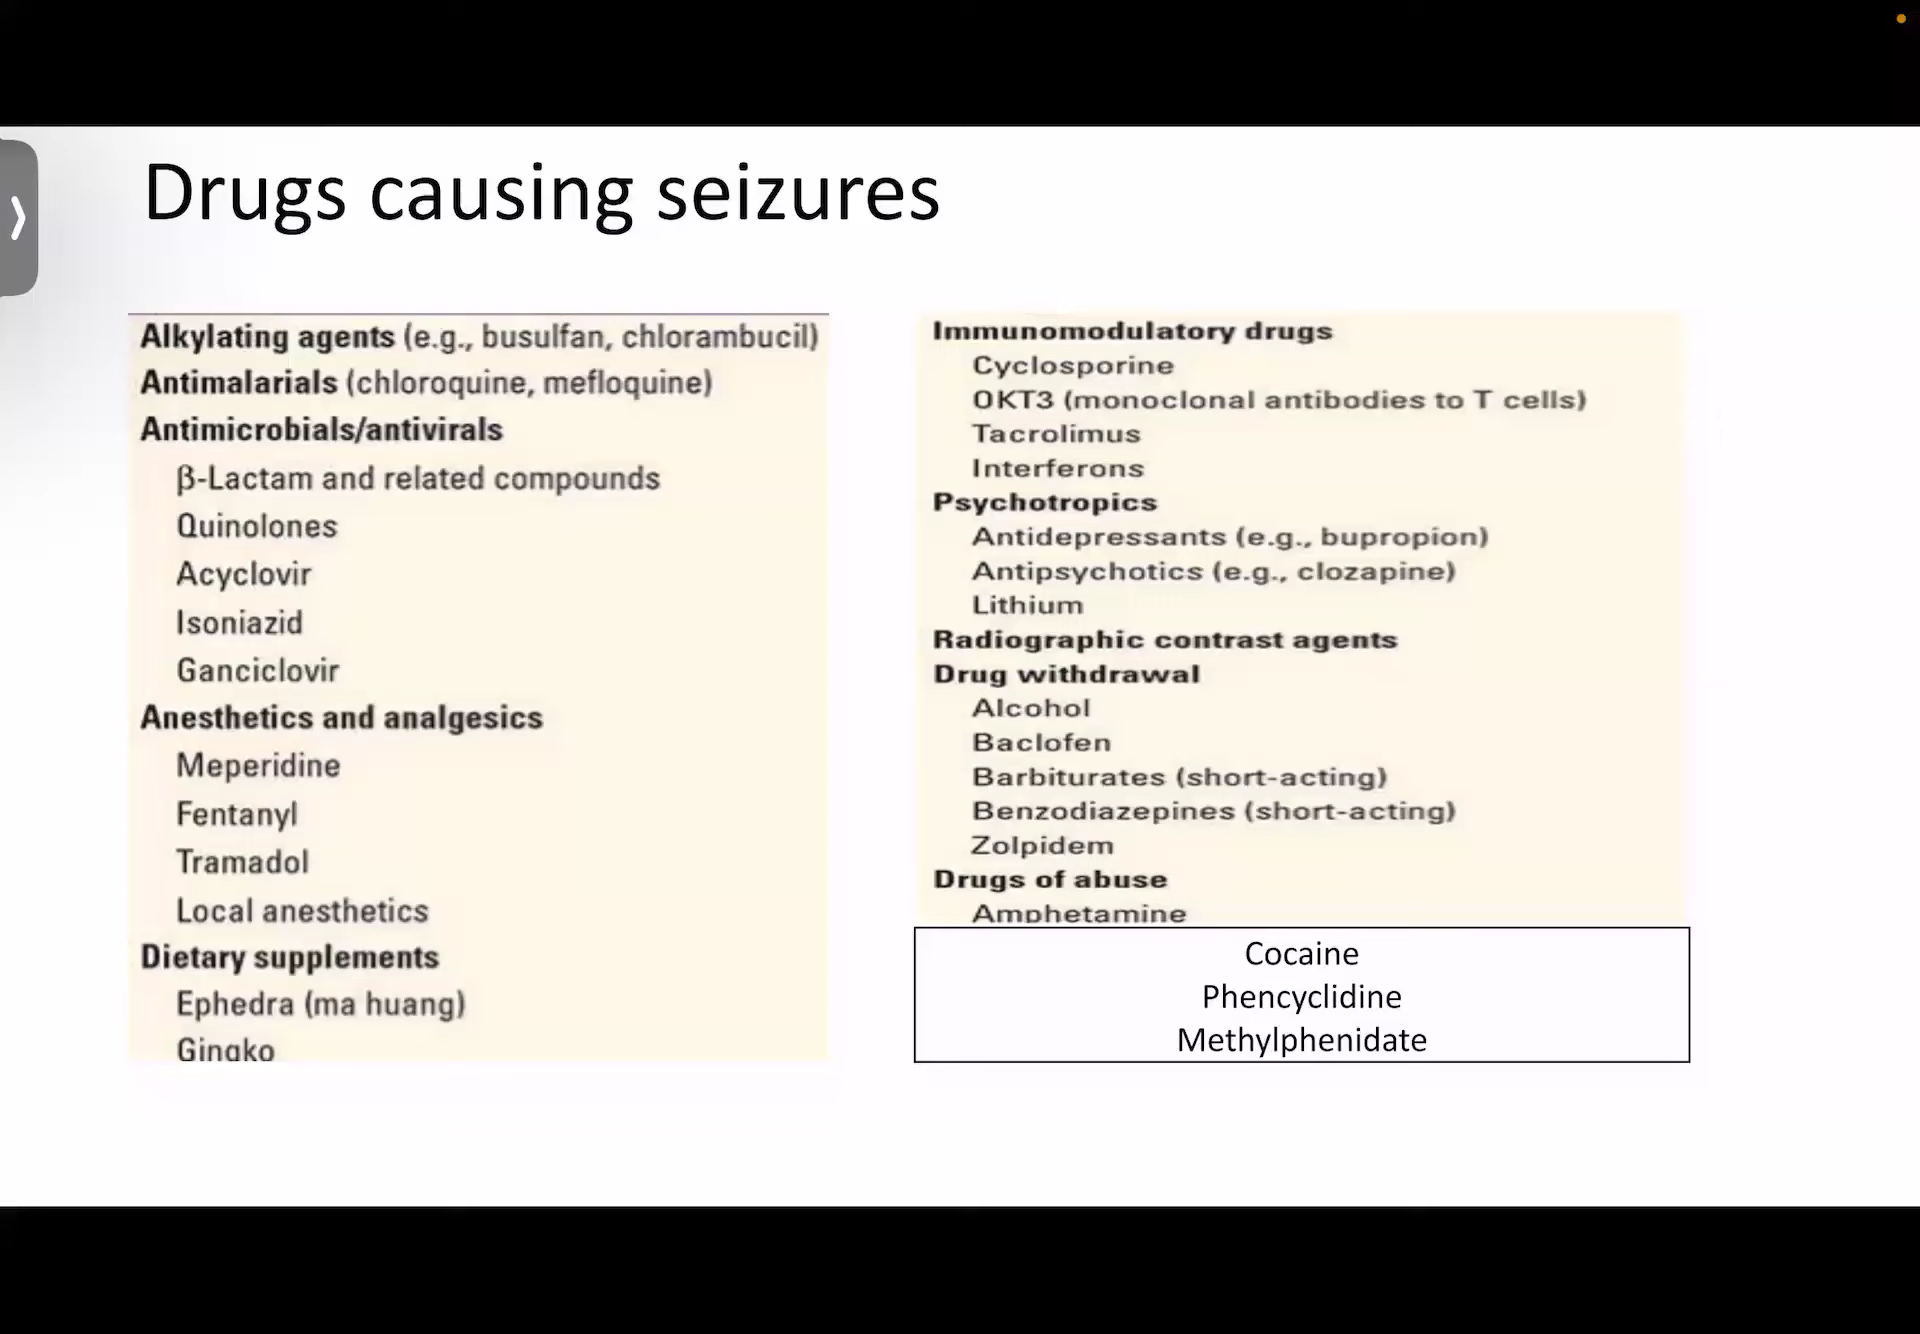 Drugs causing seizures
Alkylating agents (e.g., busulfan, chlorambucil)
Antimalarials (chloroquine, mefloquine)
Antimicrobials/antivirals
β-Lactam and related compounds
Quinolones
Acyclovir
Isoniazid
Ganciclovir
Anesthetics and analgesics
Meperidine
Fentanyl
Tramadol
Local anesthetics
Dietary supplements
Ephedra (ma huang)
Gingko
Immunomodulatory drugs
Cyclosporine
OKT3 (monoclonal antibodies to T cells)
Tacrolimus
Interferons
Psychotropics
Antidepressants (e.g., bupropion)
Antipsychotics (e.g., clozapine)
Lithium
Radiographic contrast agents
Drug withdrawal
Alcohol
Baclofen
Barbiturates (short-acting)
Benzodiazepines (short-acting)
Zolpidem
Drugs of abuse
Amphetamine
Cocaine
Phencyclidine
Methylphenidate